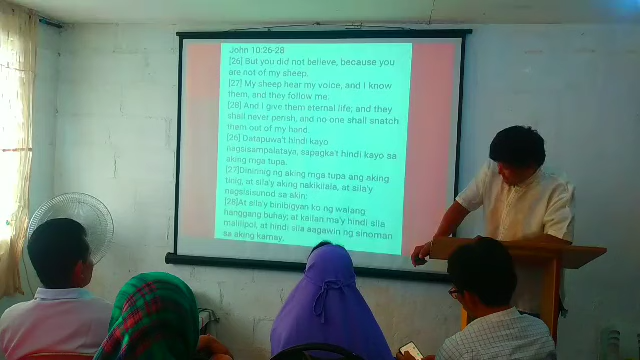 John 10:26-28
[26] But you did not believe, because you
are not of my sheep.
[27] My sheep hear my voice, and I know
them, and they follow me.
[28] And I give them eternal life; and they
shall never perish, and no one shall snatch
them out of my hand.
[26] Datapuwa't hindi kayo
nagsisampalataya, sapagka't hindi kayo sa
aking mga tupa.
[27]Dinirinig ng aking mga tupa ang aking
tinig, at sila'y aking nakikilala, at sila'y
nagsisisunod sa akin:
[28]At sila'y binibigyan ko ng walang
hanggang buhay; at kailan ma'y hindi sila
malilipol, at hindi sila aagawin ng sinoman
sa aking kamay.